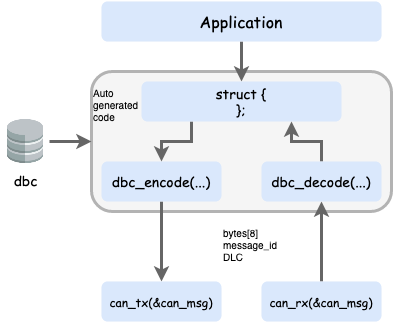 Application
Auto
generated
code
struct {
};
dbc
dbc_encode(...)
dbc_decode(...)
bytes[8]
message_id
DLC
can_tx(&can_msg)
can_rx(&can_msg)